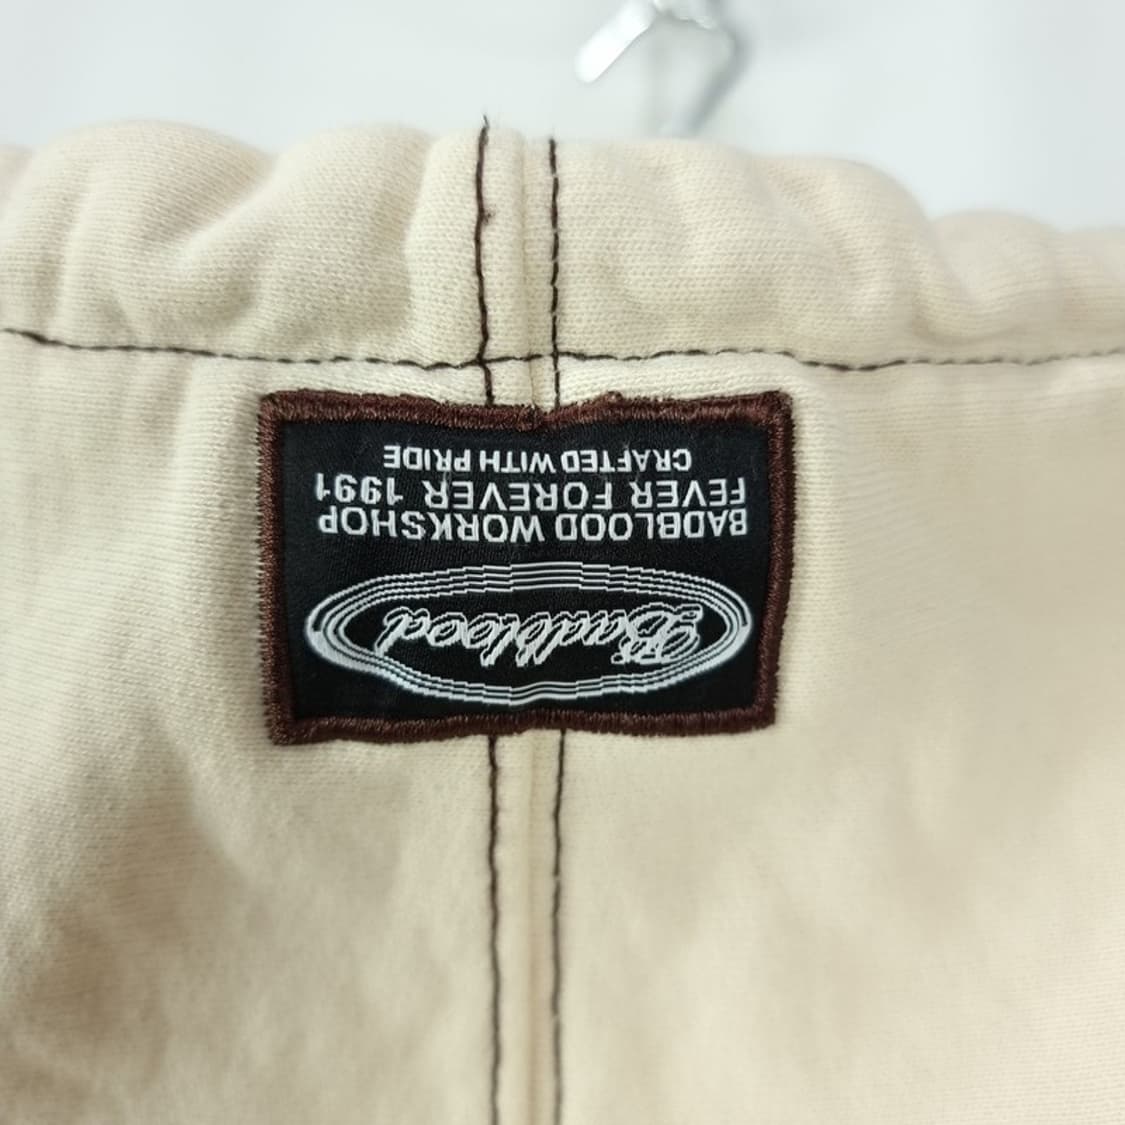 Badblood
BADBLOOD WORKSHOP
FEVER FOREVER 1991
CRAFTED WITH PRIDE